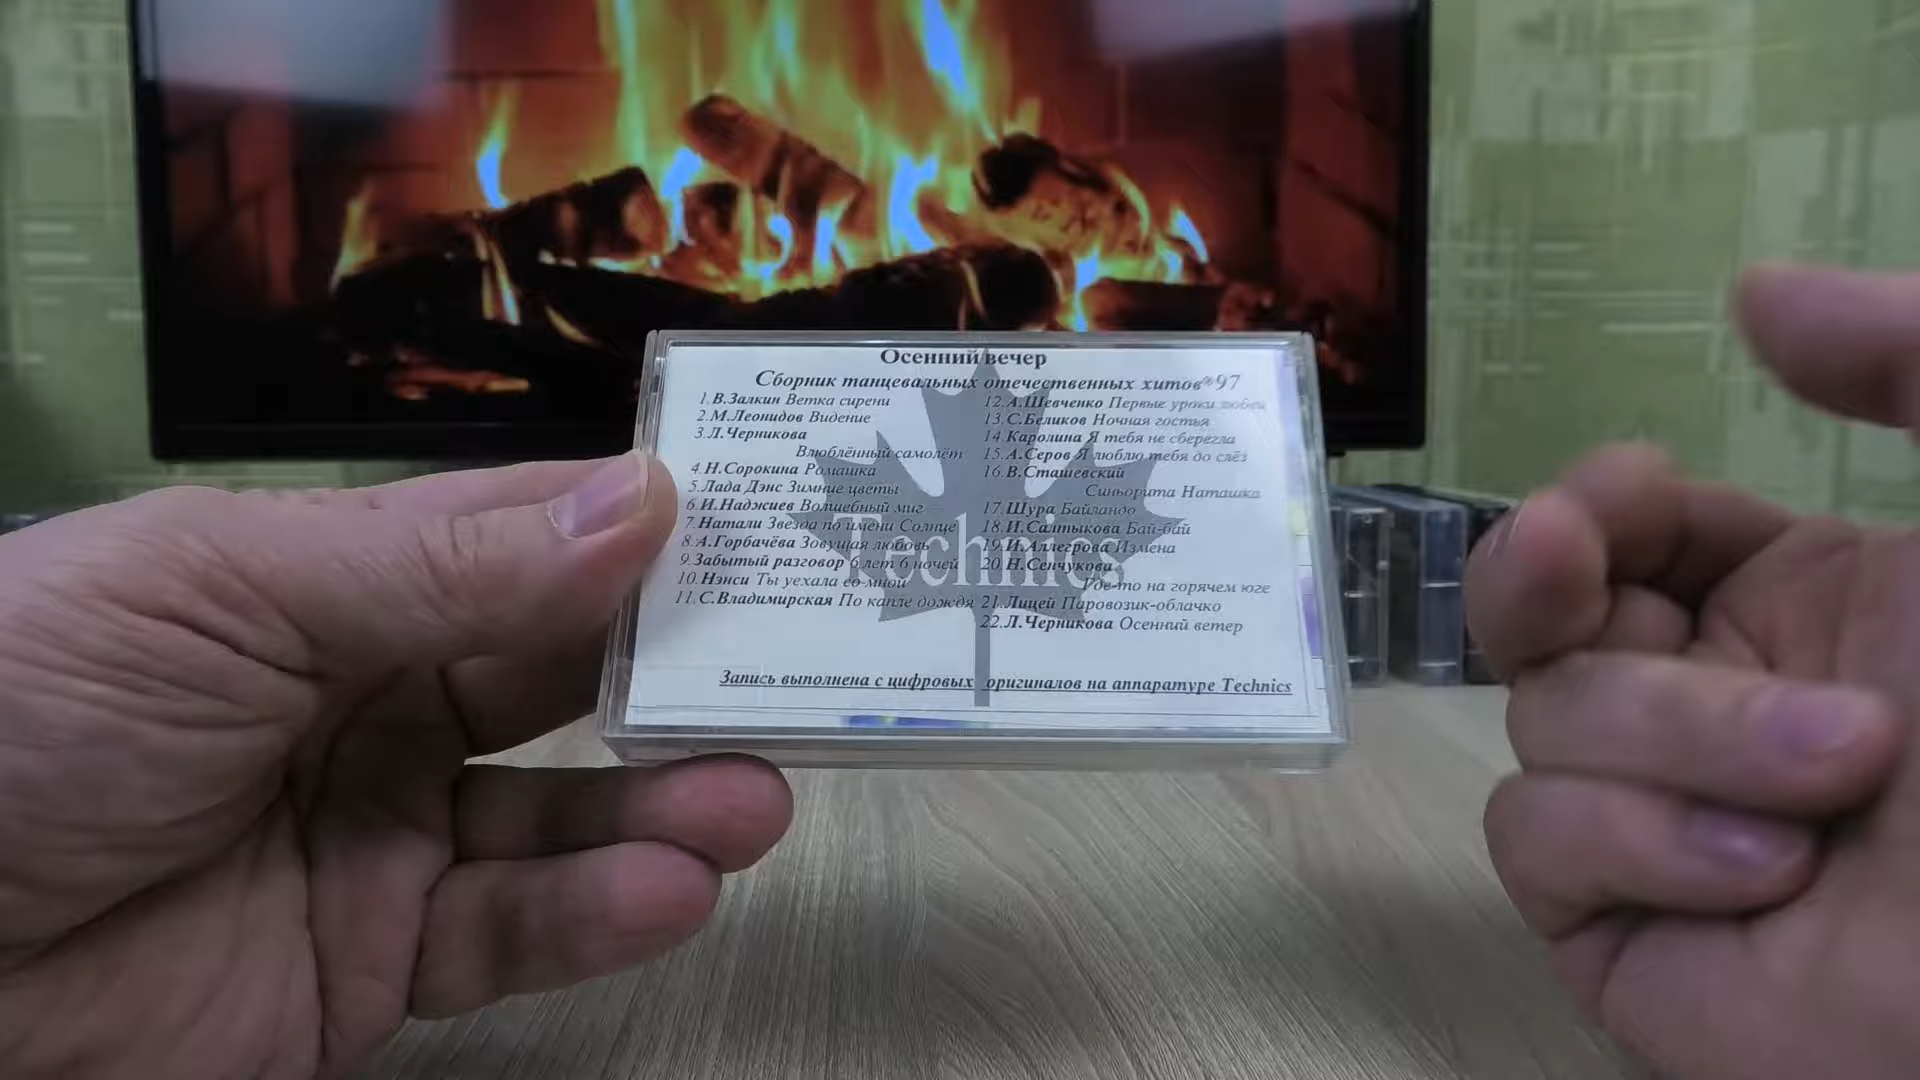 Осенний вечер
Сборник танцевальных отечественных хитов®97
1.В.Залкин Ветка сирени
2.М.Леонидов Видение
3.Л.Черникова
Влюблённый самолёт
4.Н.Сорокина Ромашка
5.Лада Дэнс Зимние цветы
6.И.Наджиев Волшебный миг
7.Натали Звезда по имени Солнце
8.А.Горбачёва Зовущая любовь
9.Забытый разговор 6 лет 6 ночей
10.Нэнси Ты уехала со мной
11.С.Владимирская По капле дождя
12.А.Шевченко Первые уроки любви
13.С.Беликов Ночная гостья
14.Каролина Я тебя не сберегла
15.А.Серов Я люблю тебя до слёз
16.В.Сташевский
Синьорита Наташка
17.Шура Байландо
18.И.Салтыкова Бай-бай
19.И.Аллегрова Измена
20.Н.Сенчукова
Где-то на горячем юге
21.Лицей Паровозик-облачко
22.Л.Черникова Осенний ветер
Technics
Запись выполнена с цифровых оригиналов на аппаратуре Technics